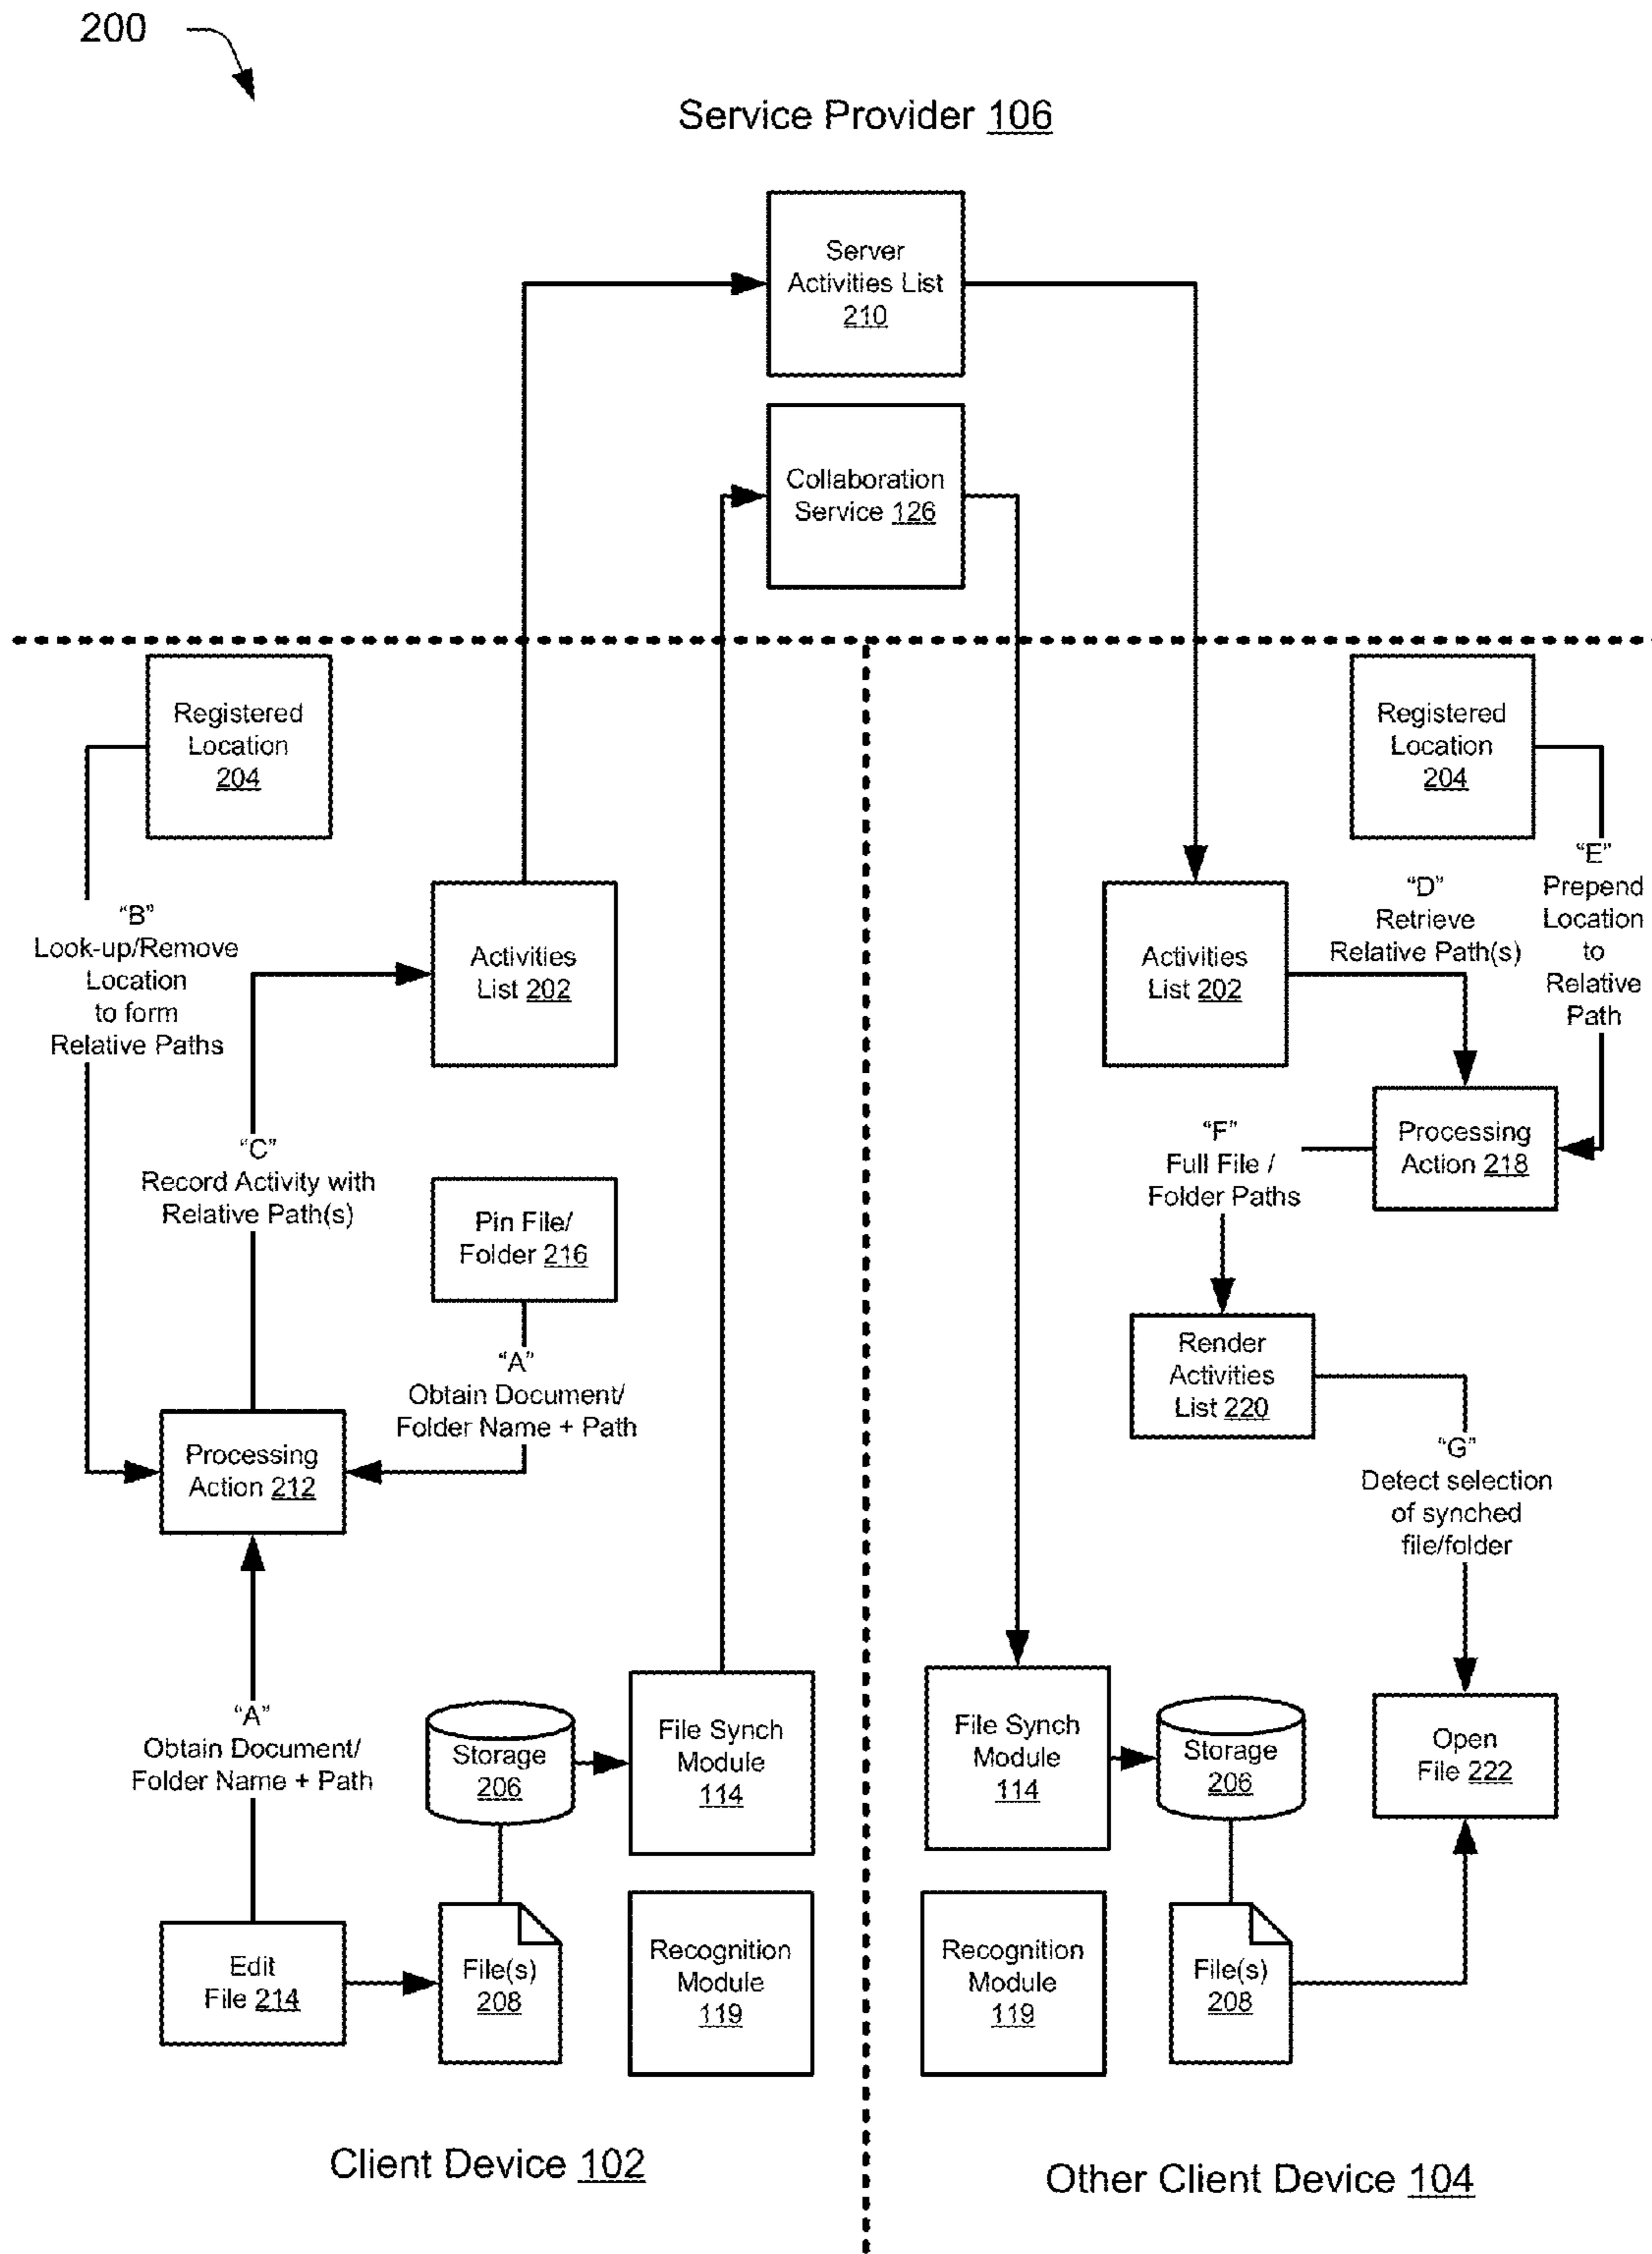 200
Service Provider 106
Server
Activities List
210
Collaboration
Service 126
Registered
Location
204
"B"
Look-up/Remove
Location
to form
Relative Paths
"C"
Record Activity with
Relative Path(s)
Activities
List 202
Pin File/
Folder 216
"A"
Obtain Document/
Folder Name + Path
Processing
Action 212
"A"
Obtain Document/
Folder Name + Path
Storage
206
File Synch
Module
114
Edit
File 214
File(s)
208
Recognition
Module
119
Client Device 102
Registered
Location
204
"E"
Prepend
Location
to
Relative
Path
"D"
Retrieve
Relative Path(s)
Activities
List 202
Processing
Action 218
"F"
Full File /
Folder Paths
Render
Activities
List 220
"G"
Detect selection
of synched
file/folder
File Synch
Module
114
Storage
206
Open
File 222
Recognition
Module
119
File(s)
208
Other Client Device 104